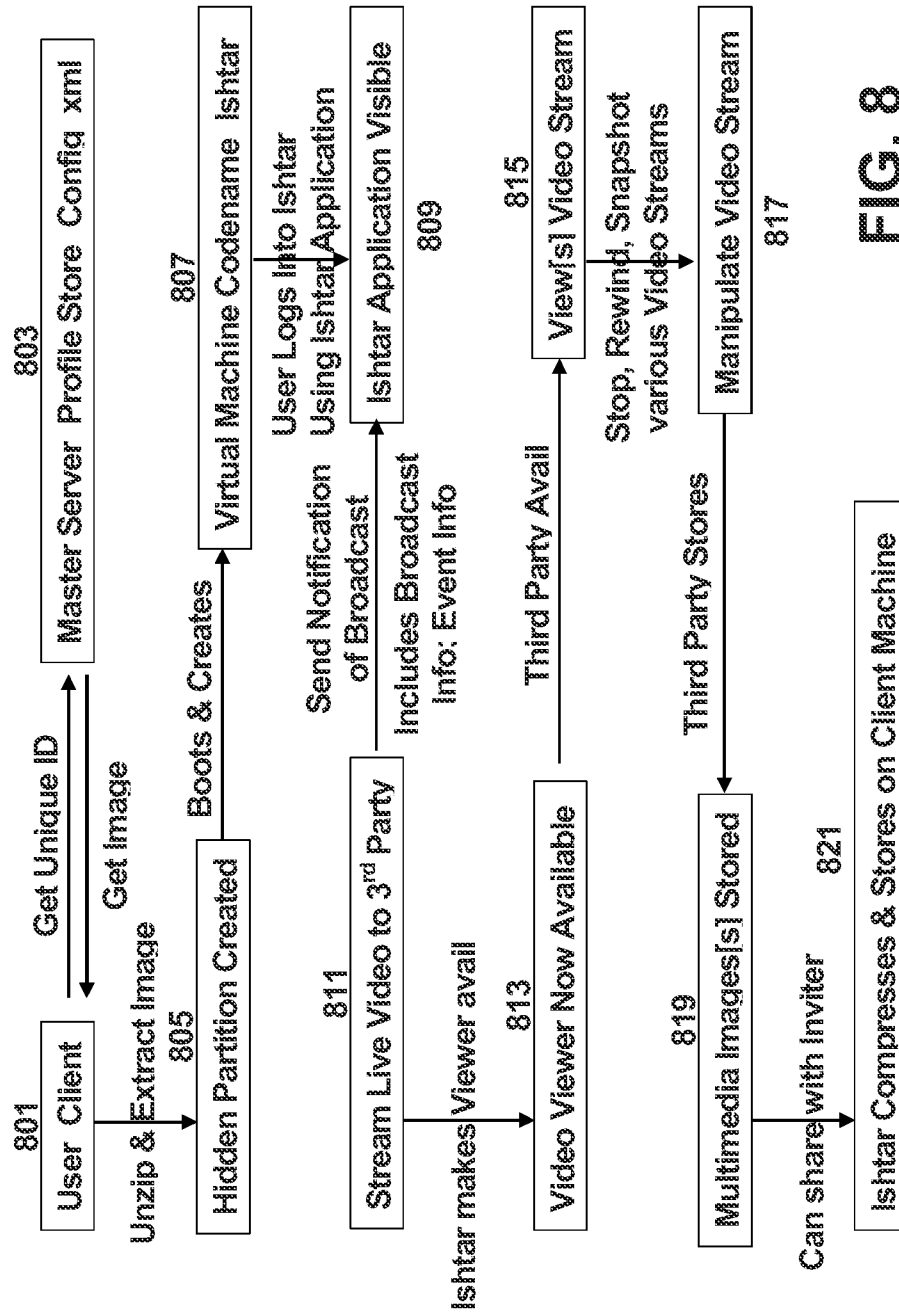 801
User Client
Get Unique ID
Get Image
803
Master Server Profile Store Config xml
Unzip & Extract Image
805
Hidden Partition Created
Boots & Creates
807
Virtual Machine Codename Ishtar
User Logs Into Ishtar
Using Ishtar Application
811
Stream Live Video to 3rd Party
Send Notification
of Broadcast
Includes Broadcast
Info: Event Info
Ishtar Application Visible
809
Ishtar makes Viewer avail
813
Video Viewer Now Available
Third Party Avail
815
View[s] Video Stream
Stop, Rewind, Snapshot
various Video Streams
819
Multimedia Images[s] Stored
Third Party Stores
Manipulate Video Stream
817
Can share with Inviter
821
Ishtar Compresses & Stores on Client Machine
FIG. 8